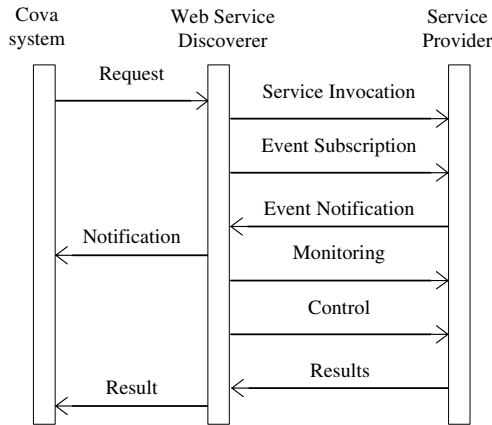 Cova
system
Web Service
Discoverer
Service
Provider
Request
Service Invocation
Event Subscription
Event Notification
Notification
Monitoring
Control
Results
Result